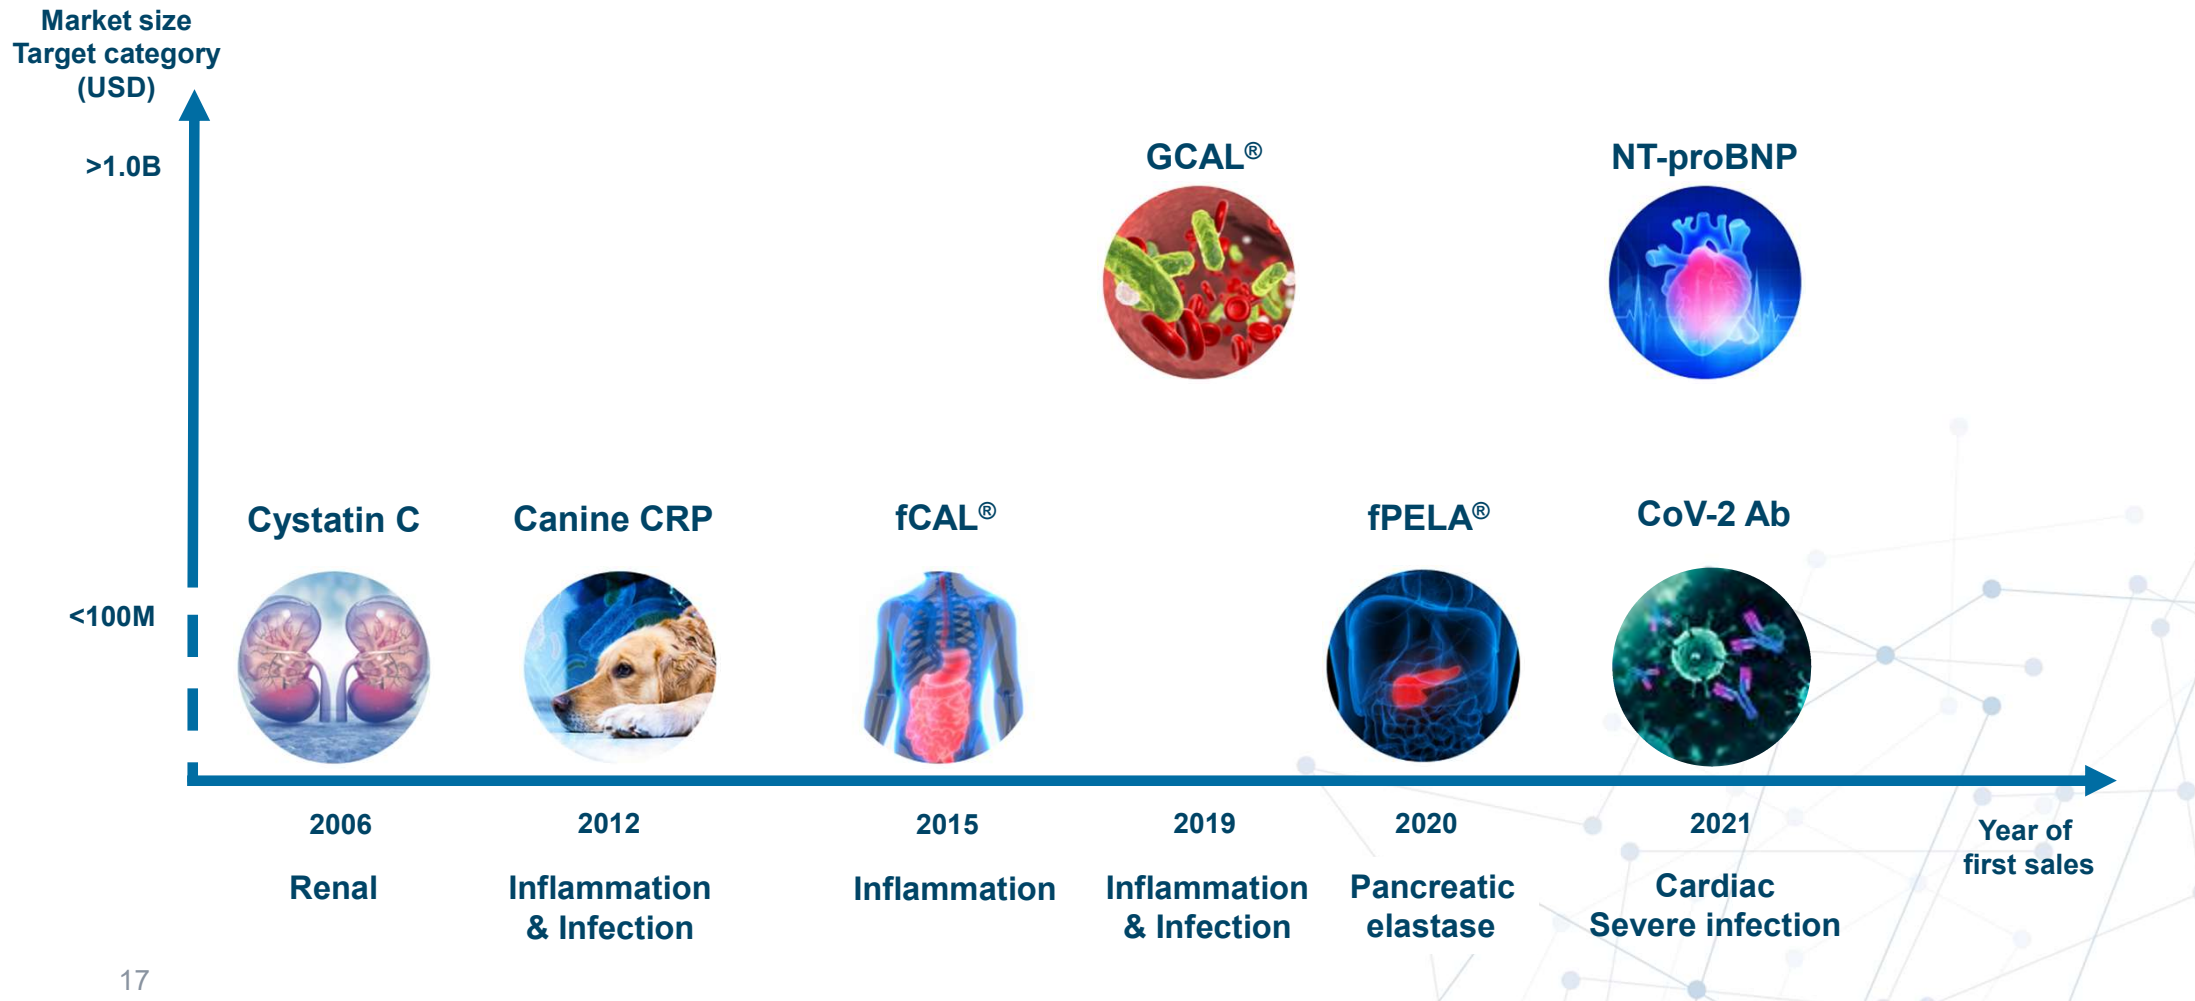 Market size
Target category
(USD)
>1.0B
GCAL®
NT-proBNP
Cystatin C
Canine CRP
fCAL®
fPELA®
CoV-2 Ab
<100M
2006
2012
2015
2019
2020
2021
Year of
first sales
Renal
Inflammation
& Infection
Inflammation
Inflammation
& Infection
Pancreatic
elastase
Cardiac
Severe infection
17